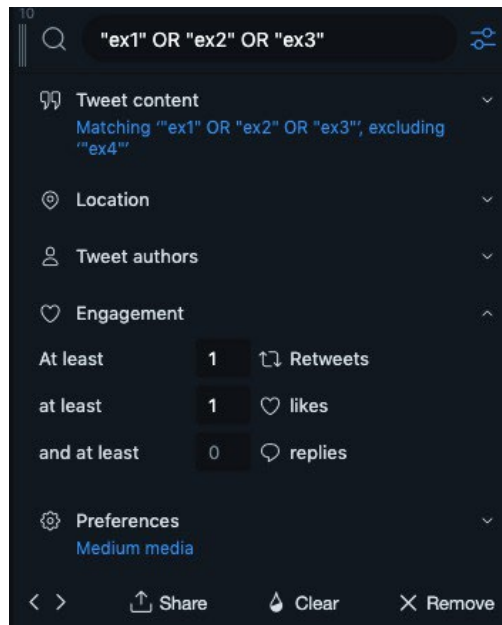 10
"ex1" OR "ex2" OR "ex3"
Tweet content
Matching '"ex1" OR "ex2" OR "ex3"', excluding
'"ex4"'
Location
Tweet authors
Engagement
At least 1 Retweets
at least 1 likes
and at least 0 replies
Preferences
Medium media
Share Clear Remove